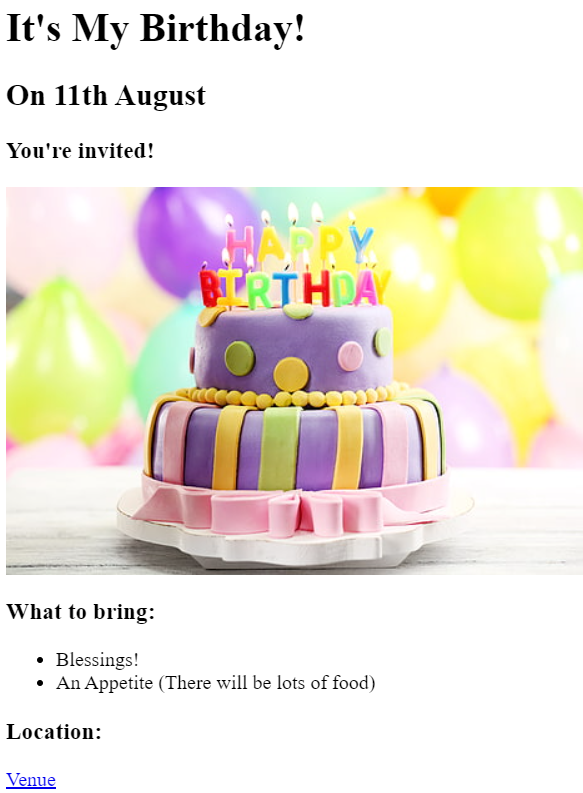 It's My Birthday!
On 11th August
You're invited!
HAPPY
BIRTHDAY
What to bring:
Blessings!
An Appetite (There will be lots of food)
Location:
Venue